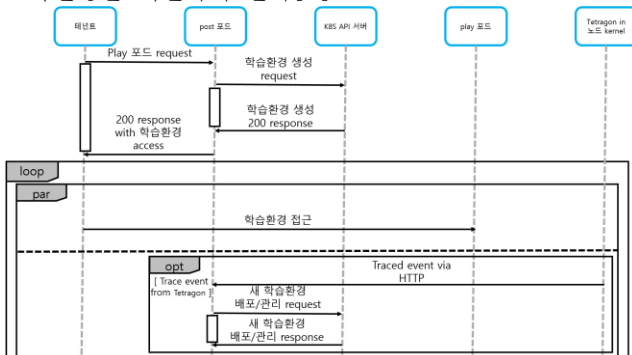 테넌트
post 포드
K8S API 서버
play 포드
Tetragon in
노드 kernel
Play 포드 request
학습환경 생성
request
학습환경 생성
200 response
200 response
with 학습환경
access
loop
par
학습환경 접근
opt
Traced event via
HTTP
[ Trace event
from Tetragon ]
새 학습환경
배포/관리 request
새 학습환경
배포/관리 response